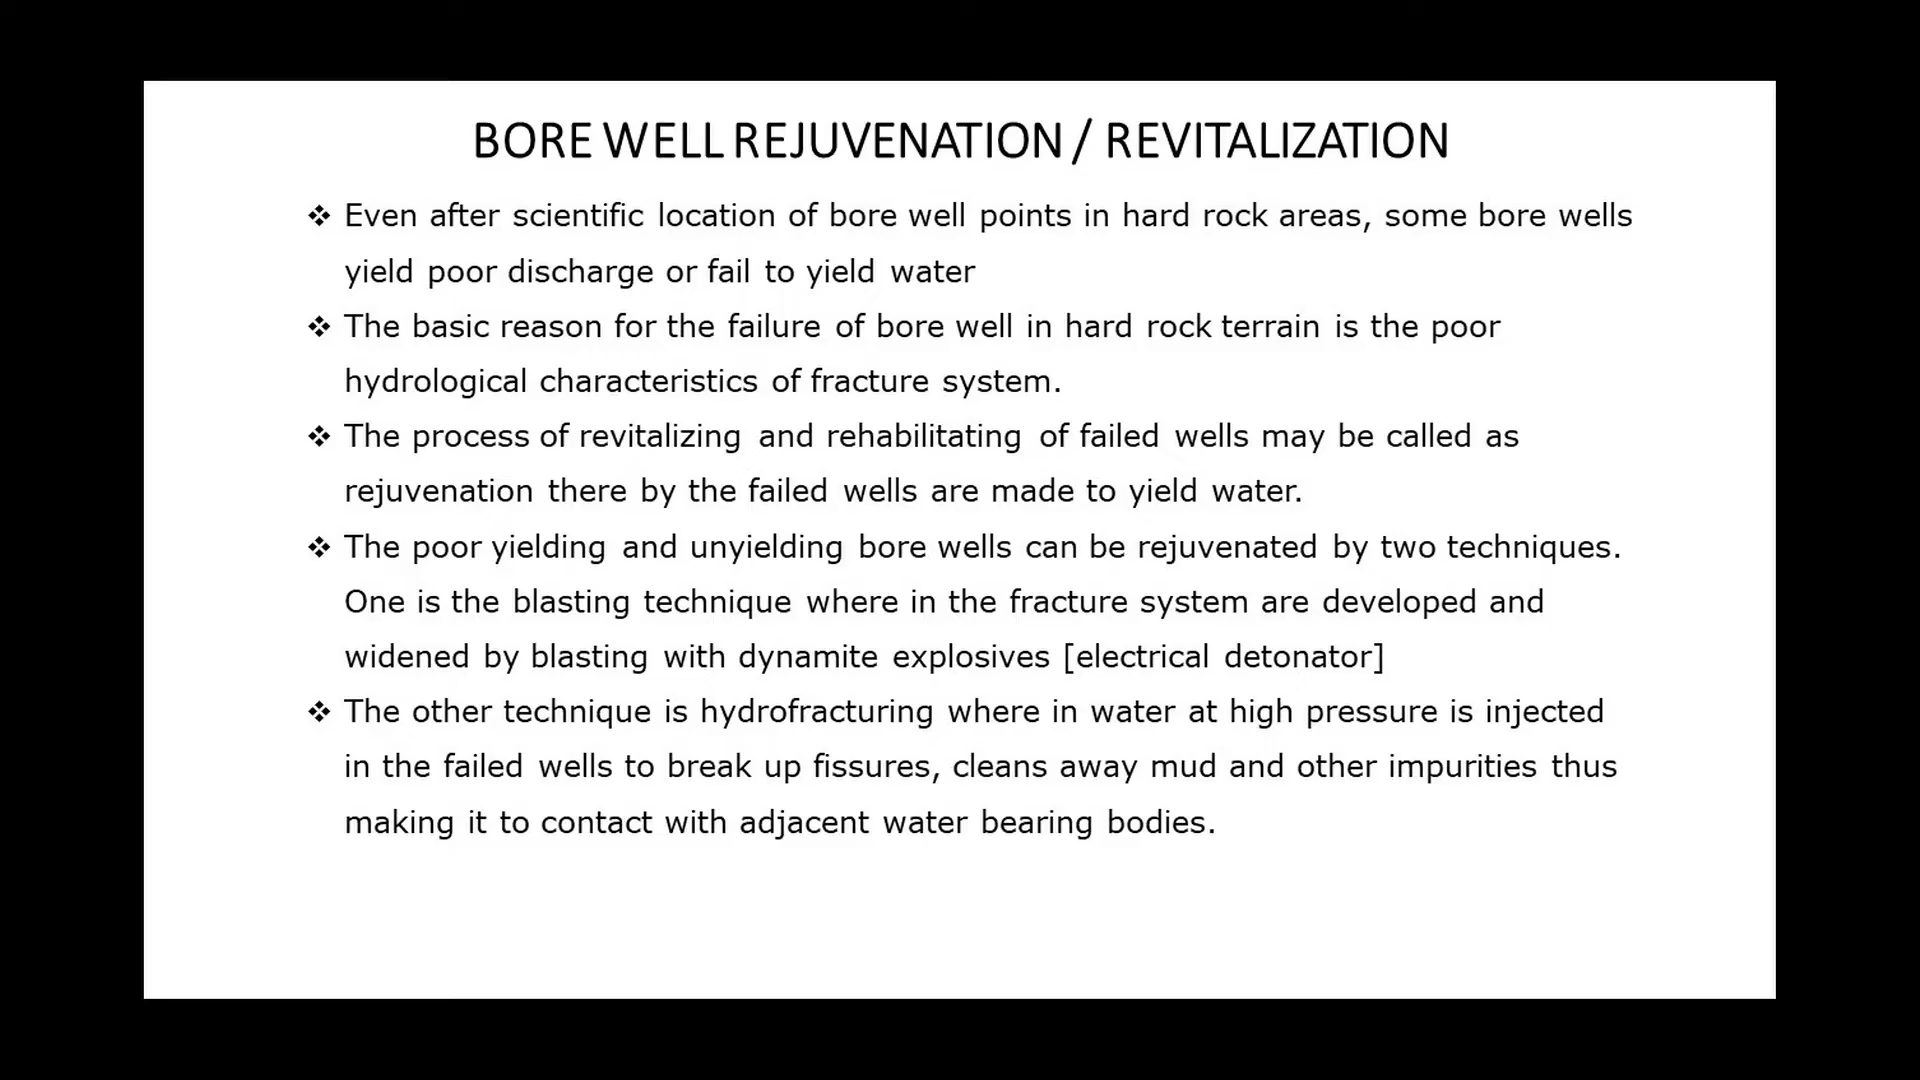 BORE WELL REJUVENATION / REVITALIZATION
❖ Even after scientific location of bore well points in hard rock areas, some bore wells
yield poor discharge or fail to yield water
❖ The basic reason for the failure of bore well in hard rock terrain is the poor
hydrological characteristics of fracture system.
❖ The process of revitalizing and rehabilitating of failed wells may be called as
rejuvenation there by the failed wells are made to yield water.
❖ The poor yielding and unyielding bore wells can be rejuvenated by two techniques.
One is the blasting technique where in the fracture system are developed and
widened by blasting with dynamite explosives [electrical detonator]
❖ The other technique is hydrofracturing where in water at high pressure is injected
in the failed wells to break up fissures, cleans away mud and other impurities thus
making it to contact with adjacent water bearing bodies.